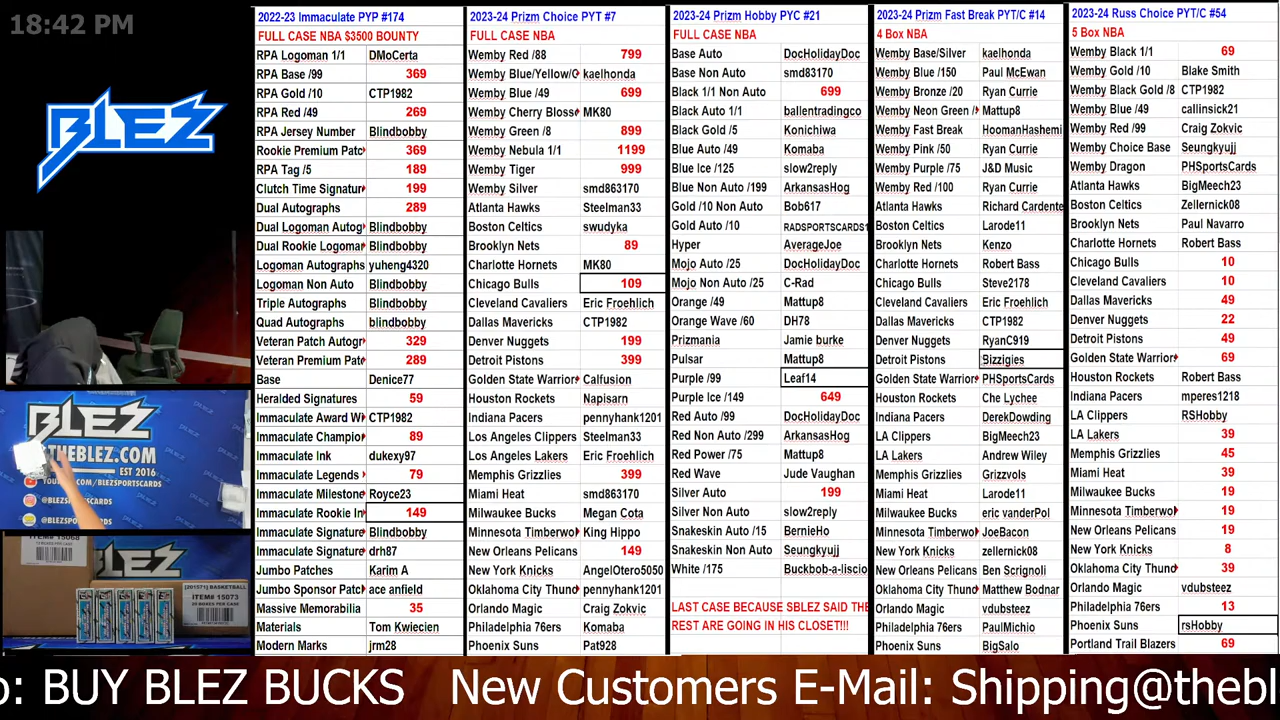 18:42 PM
BLEZ
BLEZ
THEBLEZ.COM
EST 2016
YOUTUBE.COM/BLEZSPORTSCARDS
@BLEZSPORTSCARDS
@BLEZSPORTS
ITEM# 15068
BLEZ
[201571] BASKETBALL
ITEM# 15073
2022-23 Immaculate PYP #174
FULL CASE NBA $3500 BOUNTY
RPA Logoman 1/1 DMoCerta
RPA Base /99 369
RPA Gold /10 CTP1982
RPA Red /49 269
RPA Jersey Number Blindbobby
Rookie Premium Patc 369
RPA Tag /5 189
Clutch Time Signatur 199
Dual Autographs 289
Dual Logoman Autog Blindbobby
Dual Rookie Logomar Blindbobby
Logoman Autographs yuheng4320
Logoman Non Auto Blindbobby
Triple Autographs Blindbobby
Quad Autographs blindbobby
Veteran Patch Autogr 329
Veteran Premium Pat 289
Base Denice77
Heralded Signatures 59
Immaculate Award Wi CTP1982
Immaculate Champio 89
Immaculate Ink dukexy97
Immaculate Legends 79
Immaculate Mileston Royce23
Immaculate Rookie In 149
Immaculate Signatur Blindbobby
Immaculate Signatur drh87
Jumbo Patches Karim A
Jumbo Sponsor Patc ace anfield
Massive Memorabilia 35
Materials Tom Kwiecien
Modern Marks jrm28
2023-24 Prizm Choice PYT #7
FULL CASE NBA
Wemby Red /88 799
Wemby Blue/Yellow/G kaelhonda
Wemby Blue /49 699
Wemby Cherry Bloss MK80
Wemby Green /8 899
Wemby Nebula 1/1 1199
Wemby Tiger 999
Wemby Silver smd863170
Atlanta Hawks Steelman33
Boston Celtics swudyka
Brooklyn Nets 89
Charlotte Hornets MK80
Chicago Bulls 109
Cleveland Cavaliers Eric Froehlich
Dallas Mavericks CTP1982
Denver Nuggets 199
Detroit Pistons 399
Golden State Warrior Calfusion
Houston Rockets Napisarn
Indiana Pacers pennyhank1201
Los Angeles Clippers Steelman33
Los Angeles Lakers Eric Froehlich
Memphis Grizzlies 399
Miami Heat smd863170
Milwaukee Bucks Megan Cota
Minnesota Timberwo King Hippo
New Orleans Pelicans 149
New York Knicks AngelOtero5050
Oklahoma City Thun pennyhank1201
Orlando Magic Craig Zokvic
Philadelphia 76ers Komaba
Phoenix Suns Pat928
2023-24 Prizm Hobby PYC #21
FULL CASE NBA
Base Auto DocHolidayDoc
Base Non Auto smd83170
Black 1/1 Non Auto 699
Black Auto 1/1 ballentradingco
Black Gold /5 Konichiwa
Blue Auto /49 Komaba
Blue Ice /125 slow2reply
Blue Non Auto /199 ArkansasHog
Gold /10 Non Auto Bob617
Gold Auto /10 RADSPORTSCARDS1
Hyper AverageJoe
Mojo Auto /25 DocHolidayDoc
Mojo Non Auto /25 C-Rad
Orange /49 Mattup8
Orange Wave /60 DH78
Prizmania Jamie burke
Pulsar Mattup8
Purple /99 Leaf14
Purple Ice /149 649
Red Auto /99 DocHolidayDoc
Red Non Auto /299 ArkansasHog
Red Power /75 Mattup8
Red Wave Jude Vaughan
Silver Auto 199
Silver Non Auto slow2reply
Snakeskin Auto /15 BernieHo
Snakeskin Non Auto Seungkyujj
White /175 Buckbob-a-liscio
LAST CASE BECAUSE SBLEZ SAID THE
REST ARE GOING IN HIS CLOSET!!!
2023-24 Prizm Fast Break PYT/C #14
4 Box NBA
Wemby Base/Silver kaelhonda
Wemby Blue /150 Paul McEwan
Wemby Bronze /20 Ryan Currie
Wemby Neon Green / Mattup8
Wemby Fast Break HoomanHashemi
Wemby Pink /50 Ryan Currie
Wemby Purple /75 J&D Music
Wemby Red /100 Ryan Currie
Atlanta Hawks Richard Cardente
Boston Celtics Larode11
Brooklyn Nets Kenzo
Charlotte Hornets Robert Bass
Chicago Bulls Steve2178
Cleveland Cavaliers Eric Froehlich
Dallas Mavericks CTP1982
Denver Nuggets RyanC919
Detroit Pistons Bizzigies
Golden State Warrior PHSportsCards
Houston Rockets Che Lychee
Indiana Pacers DerekDowding
LA Clippers BigMeech23
LA Lakers Andrew Wiley
Memphis Grizzlies Grizzvols
Miami Heat Larode11
Milwaukee Bucks eric vanderPol
Minnesota Timberwo JoeBacon
New York Knicks zellernick08
New Orleans Pelicans Ben Scrignoli
Oklahoma City Thun Matthew Bodnar
Orlando Magic vdubsteez
Philadelphia 76ers PaulMichio
Phoenix Suns BigSalo
2023-24 Russ Choice PYT/C #54
5 Box NBA
Wemby Black 1/1 69
Wemby Gold /10 Blake Smith
Wemby Black Gold /8 CTP1982
Wemby Blue /49 callinsick21
Wemby Red /99 Craig Zokvic
Wemby Choice Base Seungkyujj
Wemby Dragon PHSportsCards
Atlanta Hawks BigMeech23
Boston Celtics Zellernick08
Brooklyn Nets Paul Navarro
Charlotte Hornets Robert Bass
Chicago Bulls 10
Cleveland Cavaliers 10
Dallas Mavericks 49
Denver Nuggets 22
Detroit Pistons 49
Golden State Warrior 69
Houston Rockets Robert Bass
Indiana Pacers mperes1218
LA Clippers RSHobby
LA Lakers 39
Memphis Grizzlies 45
Miami Heat 39
Milwaukee Bucks 19
Minnesota Timberwo 19
New Orleans Pelicans 19
New York Knicks 8
Oklahoma City Thun 39
Orlando Magic vdubsteez
Philadelphia 76ers 13
Phoenix Suns rsHobby
Portland Trail Blazers 69
o: BUY BLEZ BUCKS New Customers E-Mail: Shipping@thebl